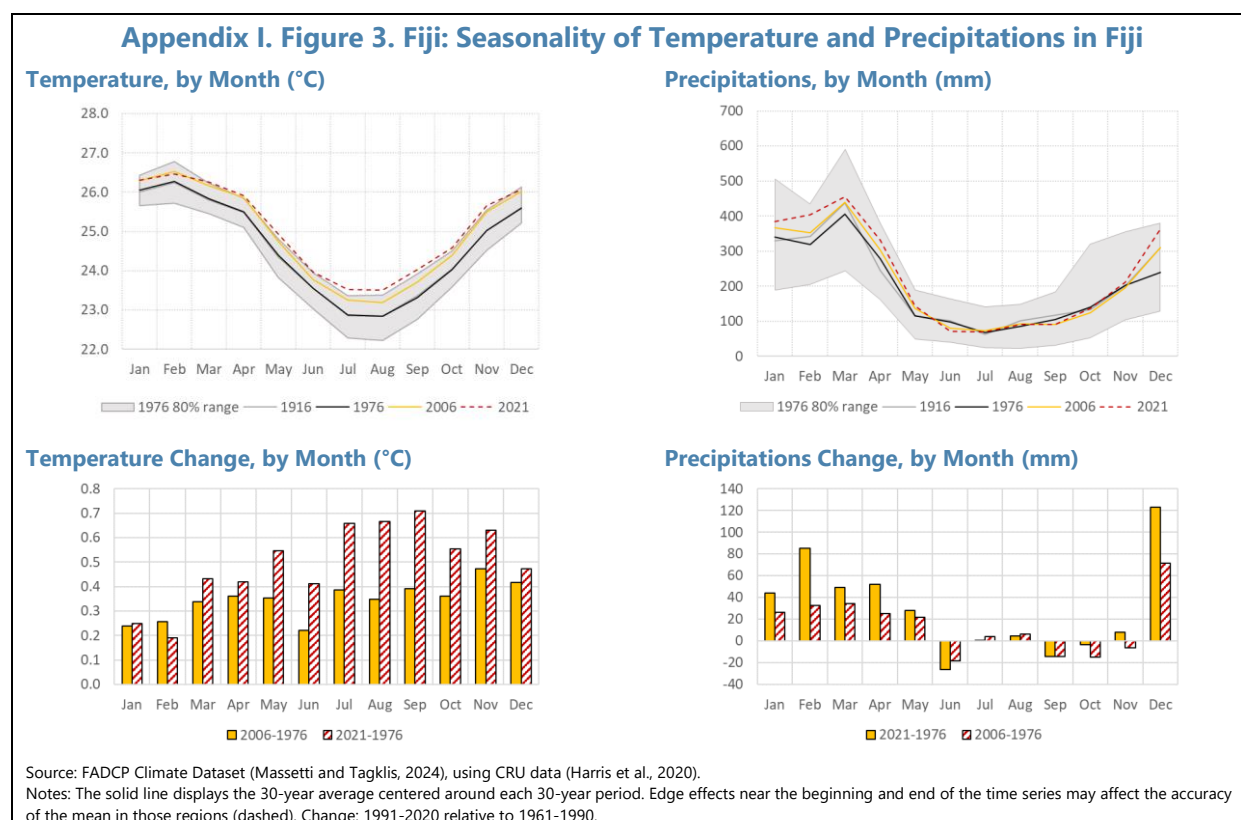 Appendix I. Figure 3. Fiji: Seasonality of Temperature and Precipitations in Fiji
Temperature, by Month (°C)
28.0
27.0
26.0
25.0
24.0
23.0
22.0
Jan Feb Mar Apr May Jun Jul Aug Sep Oct Nov Dec
1976 80% range 1916 1976 2006 2021
Precipitations, by Month (mm)
700
600
500
400
300
200
100
0
Jan Feb Mar Apr May Jun Jul Aug Sep Oct Nov Dec
1976 80% range 1916 1976 2006 2021
Temperature Change, by Month (°C)
0.8
0.7
0.6
0.5
0.4
0.3
0.2
0.1
0.0
Jan Feb Mar Apr May Jun Jul Aug Sep Oct Nov Dec
2006-1976 2021-1976
Precipitations Change, by Month (mm)
140
120
100
80
60
40
20
0
-20
-40
Jan Feb Mar Apr May Jun Jul Aug Sep Oct Nov Dec
2021-1976 2006-1976
Source: FADCP Climate Dataset (Massetti and Tagklis, 2024), using CRU data (Harris et al., 2020).
Notes: The solid line displays the 30-year average centered around each 30-year period. Edge effects near the beginning and end of the time series may affect the accuracy
of the mean in those regions (dashed). Change: 1991-2020 relative to 1961-1990.